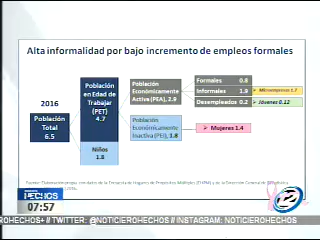 Alta informalidad por bajo incremento de empleos formales
2016
Población
Total
6.5
Población
en Edad de
Trabajar
(PET)
4.7
Niños
1.8
Población
Económicamente
Activa (PEA), 2.9
Población
Económicamente
Inactiva (PEI), 1.8
Formales 0.8
Informales 1.9
Desempleados 0.2
Microempresas 1.7
Jóvenes 0.12
Mujeres 1.4
HECHOS
07:57
12
ROHECHOS+ # TWITTER: @NOTICIEROHECHOS # INSTAGRAM: NOTICIEROHECHOS